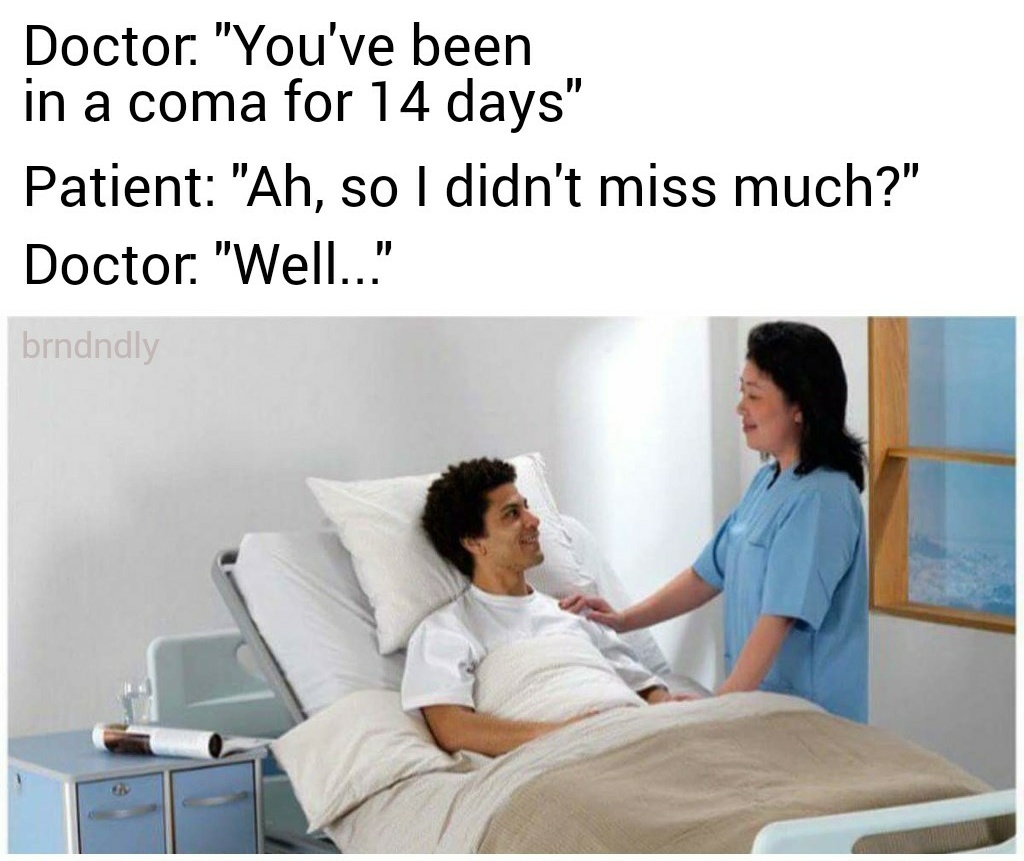 Doctor: "You've been
in a coma for 14 days"
Patient: "Ah, so I didn't miss much?"
Doctor: "Well..."
brndndly